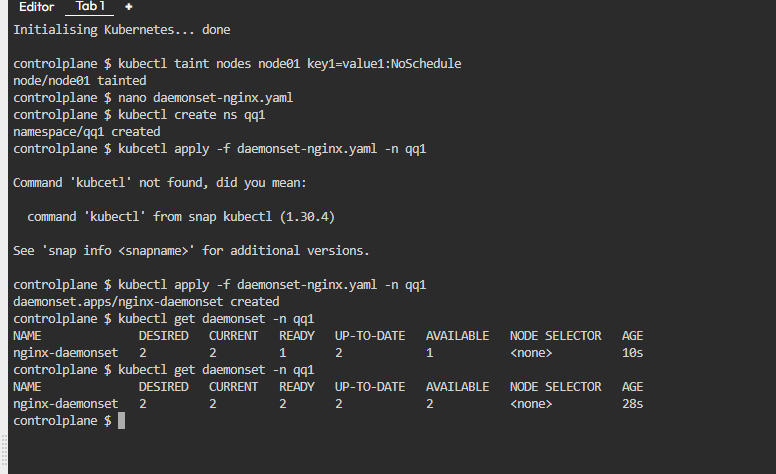 Editor Tab 1 +
Initialising Kubernetes... done
controlplane $ kubectl taint nodes node01 key1=value1:NoSchedule
node/node01 tainted
controlplane $ nano daemonset-nginx.yaml
controlplane $ kubectl create ns qq1
namespace/qq1 created
controlplane $ kubcetl apply -f daemonset-nginx.yaml -n qq1
Command 'kubcetl' not found, did you mean:
command 'kubectl' from snap kubectl (1.30.4)
See 'snap info <snapname>' for additional versions.
controlplane $ kubectl apply -f daemonset-nginx.yaml -n qq1
daemonset.apps/nginx-daemonset created
controlplane $ kubectl get daemonset -n qq1
NAME DESIRED CURRENT READY UP-TO-DATE AVAILABLE NODE SELECTOR AGE
nginx-daemonset 2 2 1 2 1 <none> 10s
controlplane $ kubectl get daemonset -n qq1
NAME DESIRED CURRENT READY UP-TO-DATE AVAILABLE NODE SELECTOR AGE
nginx-daemonset 2 2 2 2 2 <none> 28s
controlplane $